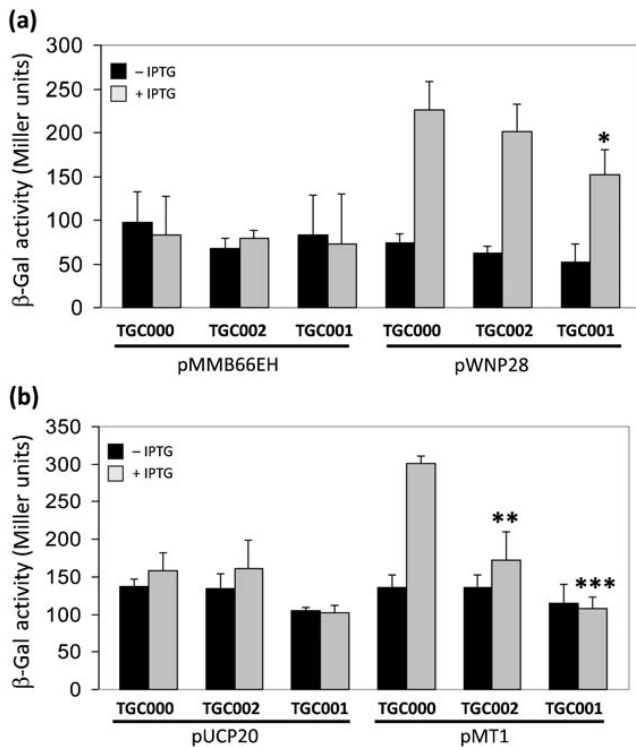 (a)
β-Gal activity (Miller units)
300
250
200
150
100
50
0
– IPTG
+ IPTG
*
TGC000 TGC002 TGC001 TGC000 TGC002 TGC001
pMMB66EH pWNP28
(b)
β-Gal activity (Miller units)
350
300
250
200
150
100
50
0
– IPTG
+ IPTG
**
***
TGC000 TGC002 TGC001 TGC000 TGC002 TGC001
pUCP20 pMT1